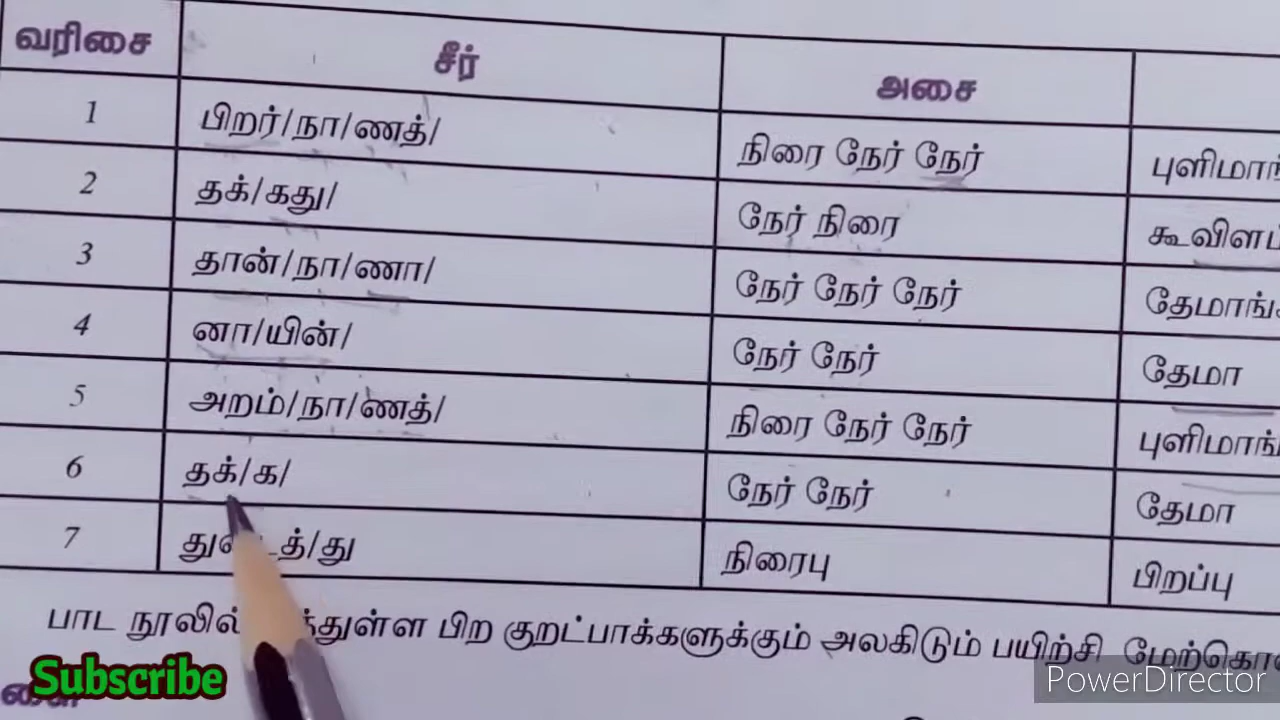 வரிசை சீர் அசை
1 பிறர்/நா/ணத்/ நிரை நேர் நேர்
2 தக்/கது/ நேர் நிரை
3 தான்/நா/ணா/ நேர் நேர் நேர்
4 னா/யின்/ நேர் நேர் தேமா
5 அறம்/நா/ணத்/ நிரை நேர் நேர்
6 தக்/க/ நேர் நேர் தேமா
7 நிரைபு பிறப்பு
பாட பிற குறட்பாக்களுக்கும் அலகிடும் பயிற்சி
Subscribe
PowerDirector